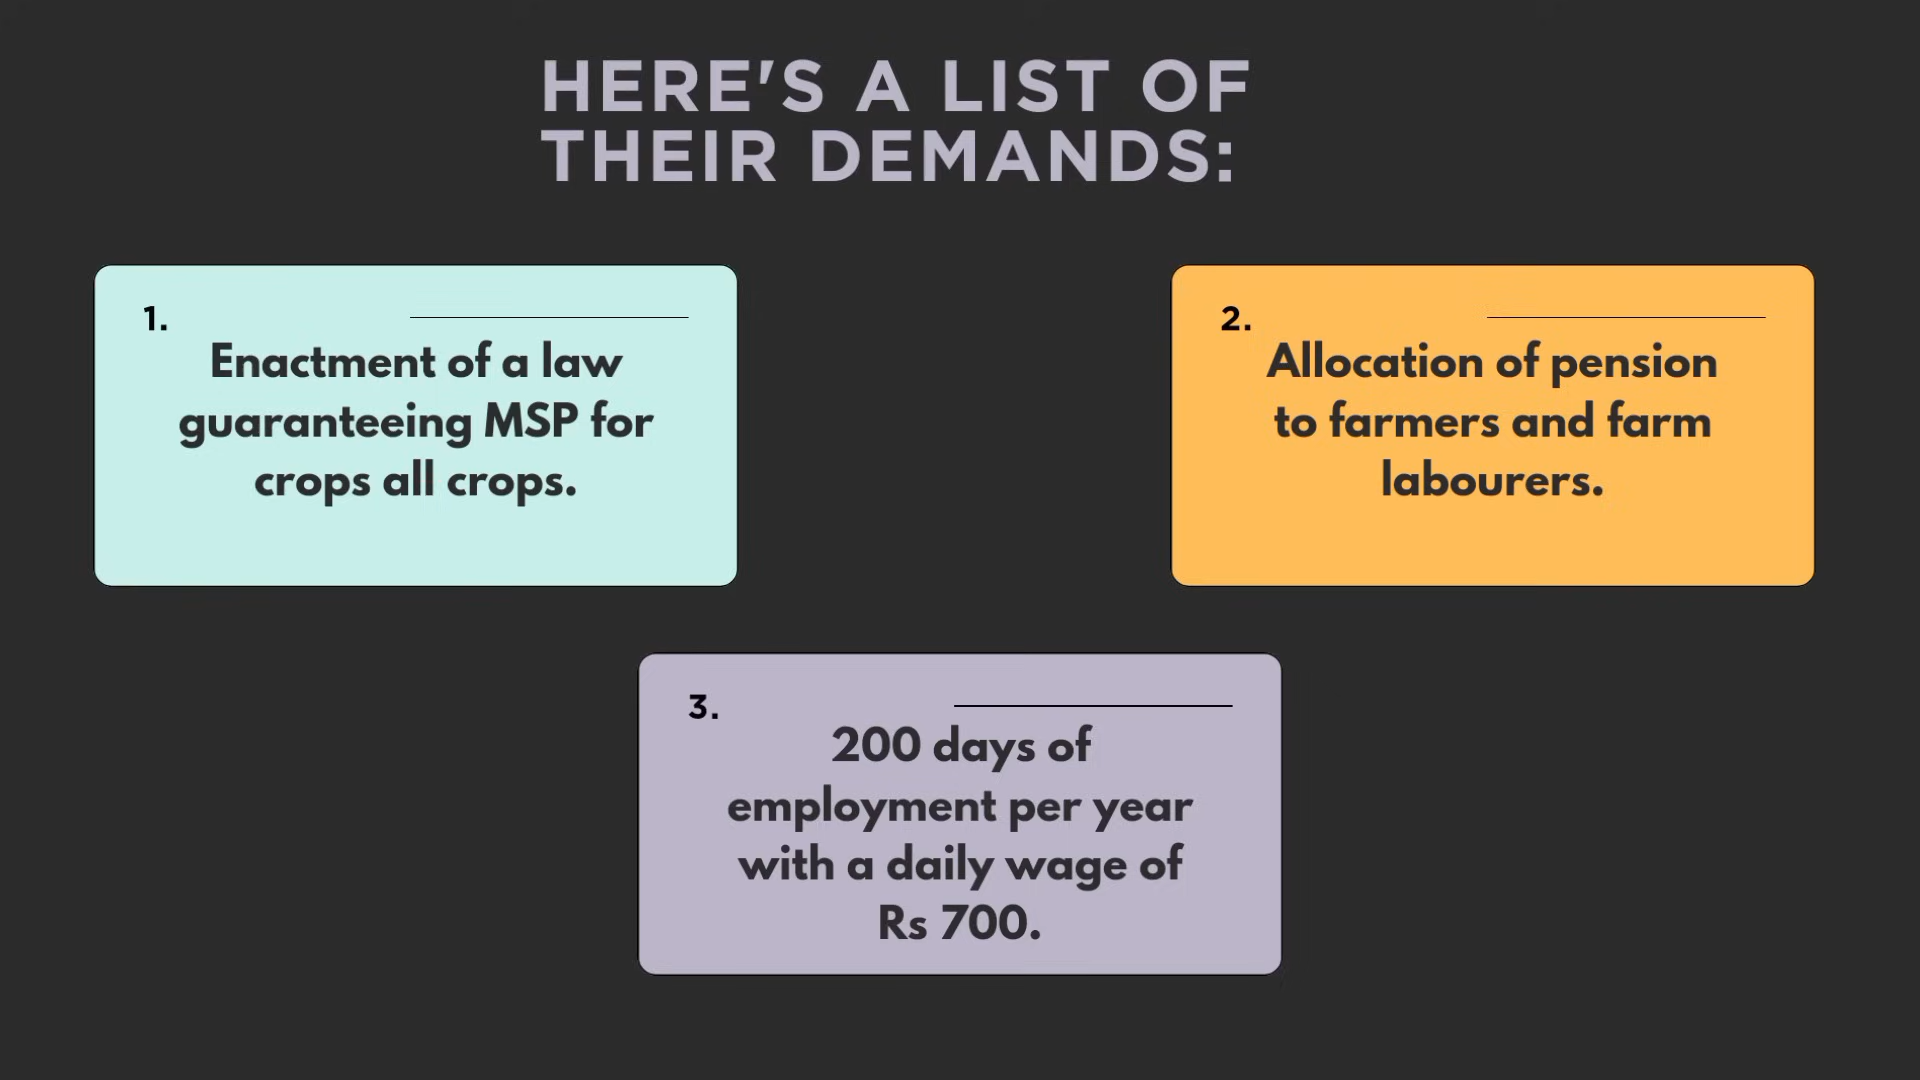 HERE'S A LIST OF
THEIR DEMANDS:
1.
Enactment of a law
guaranteeing MSP for
crops all crops.
2.
Allocation of pension
to farmers and farm
labourers.
3.
200 days of
employment per year
with a daily wage of
Rs 700.